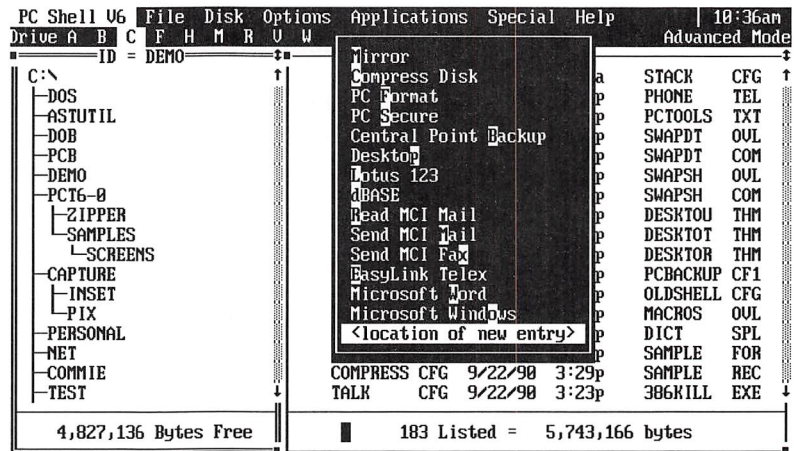 PC Shell V6 File Disk Options Applications Special Help 10:36am
Drive A B C F H M R U W Advanced Mode
ID = DEMO
C:\
DOS
ASTUTIL
DOB
PCB
DEMO
PCT6-0
ZIPPER
SAMPLES
SCREENS
CAPTURE
INSET
PIX
PERSONAL
NET
COMMIE
TEST
4,827,136 Bytes Free
Mirror
Compress Disk
PC Format
PC Secure
Central Point Backup
Desktop
Lotus 123
dBASE
Read MCI Mail
Send MCI Mail
Send MCI Fax
EasyLink Telex
Microsoft Word
Microsoft Windows
<location of new entry>
a STACK CFG
p PHONE TEL
p PCTOOLS TXT
p SWAPDT OVL
p SWAPDT COM
p SWAPSH OVL
p SWAPSH COM
p DESKTOU THM
p DESKTOT THM
p DESKTOR THM
p PCBACKUP CF1
p OLDSHELL CFG
p MACROS OVL
p DICT SPL
p SAMPLE FOR
COMPRESS CFG 9/22/90 3:29p SAMPLE REC
TALK CFG 9/22/90 3:23p 386KILL EXE
183 Listed = 5,743,166 bytes